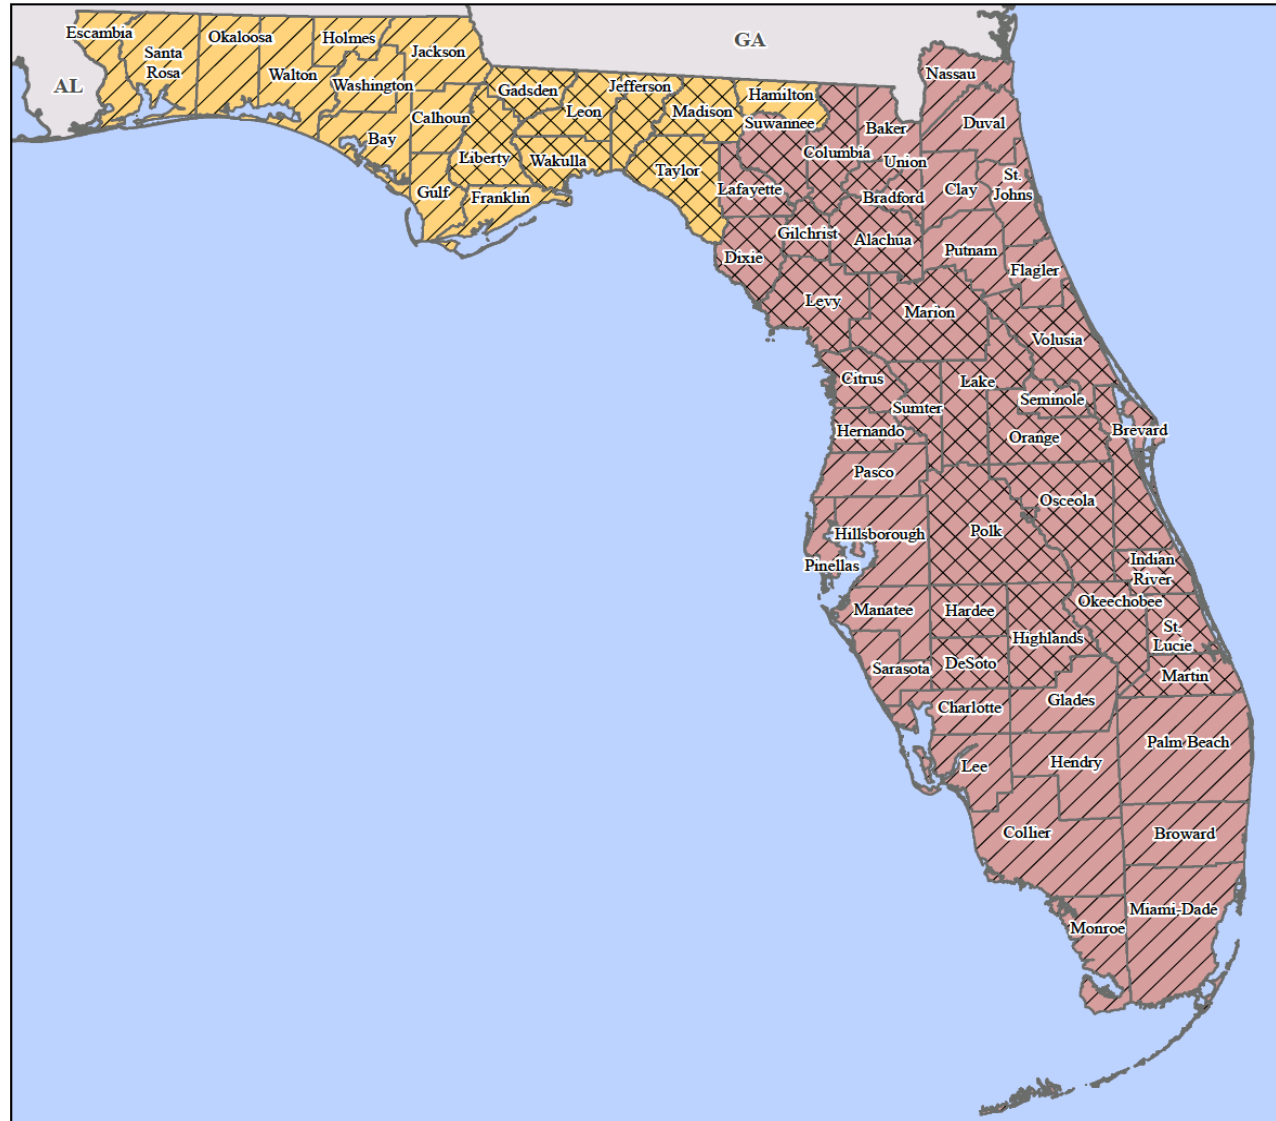 Escambia
Santa
Rosa
Okaloosa
Walton
Holmes
Washington
Jackson
Bay
Calhoun
Gulf
Liberty
Franklin
Gadsden
Leon
Wakulla
Jefferson
Madison
Taylor
Hamilton
Suwannee
Lafayette
Columbia
Baker
Union
Bradford
Nassau
Duval
Clay
St.
Johns
Putnam
Flagler
Dixie
Gilchrist
Alachua
Levy
Marion
Volusia
Citrus
Sumter
Lake
Seminole
Hernando
Orange
Brevard
Pasco
Osceola
Polk
Hillsborough
Pinellas
Indian
River
Manatee
Hardee
Okeechobee
Highlands
St.
Lucie
Sarasota
DeSoto
Martin
Charlotte
Glades
Lee
Hendry
Palm Beach
Collier
Broward
Monroe
Miami-Dade
AL
GA